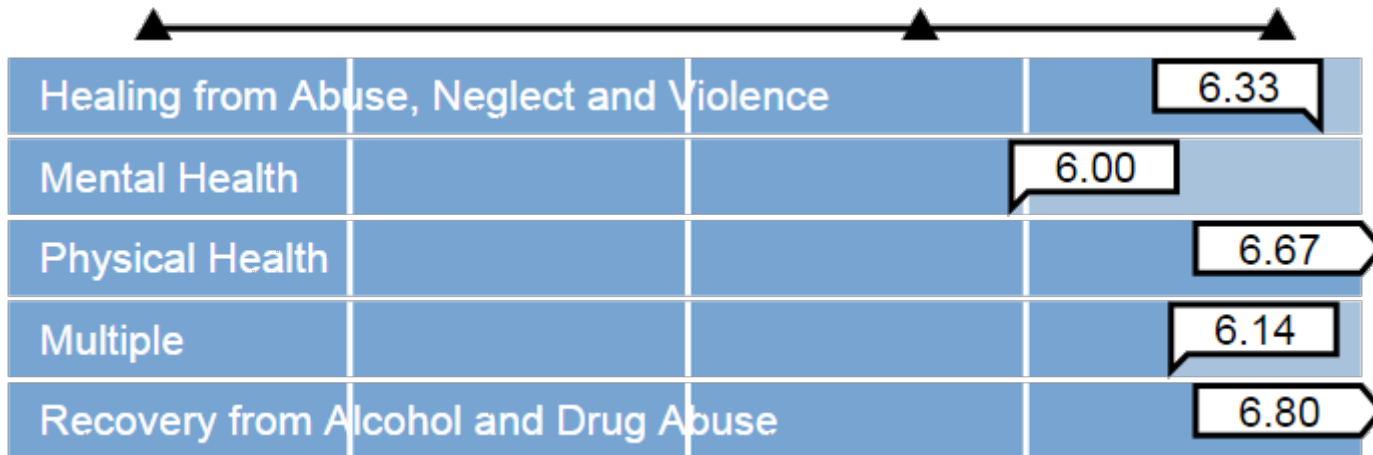 Healing from Abuse, Neglect and Violence 6.33
Mental Health 6.00
Physical Health 6.67
Multiple 6.14
Recovery from Alcohol and Drug Abuse 6.80